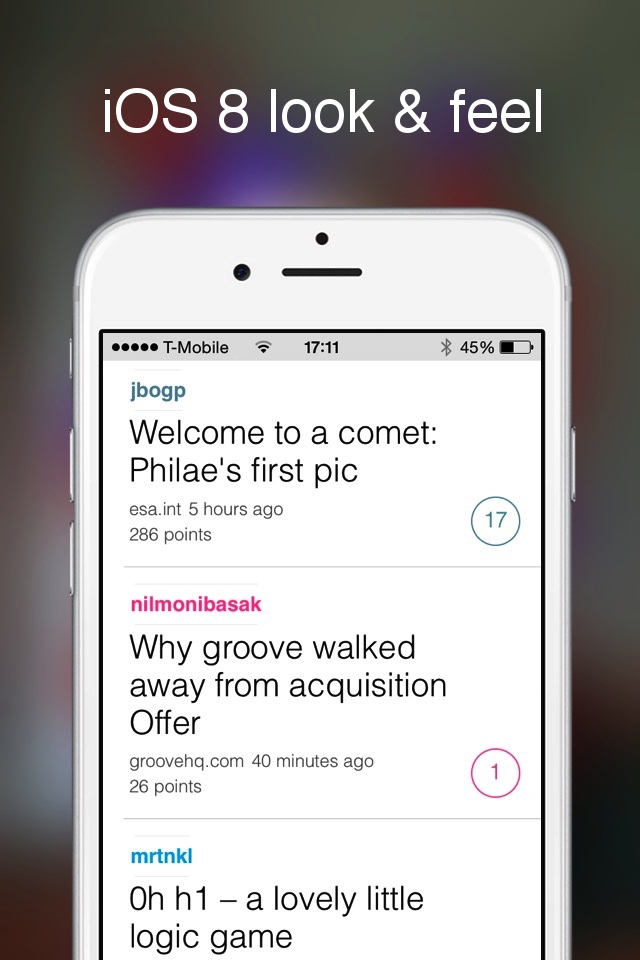 iOS 8 look & feel
T-Mobile 17:11 45%
jbogp
Welcome to a comet:
Philae's first pic
esa.int 5 hours ago
286 points
17
nilmonibasak
Why groove walked
away from acquisition
Offer
groovehq.com 40 minutes ago
26 points
1
mrtnkl
0h h1 – a lovely little
logic game